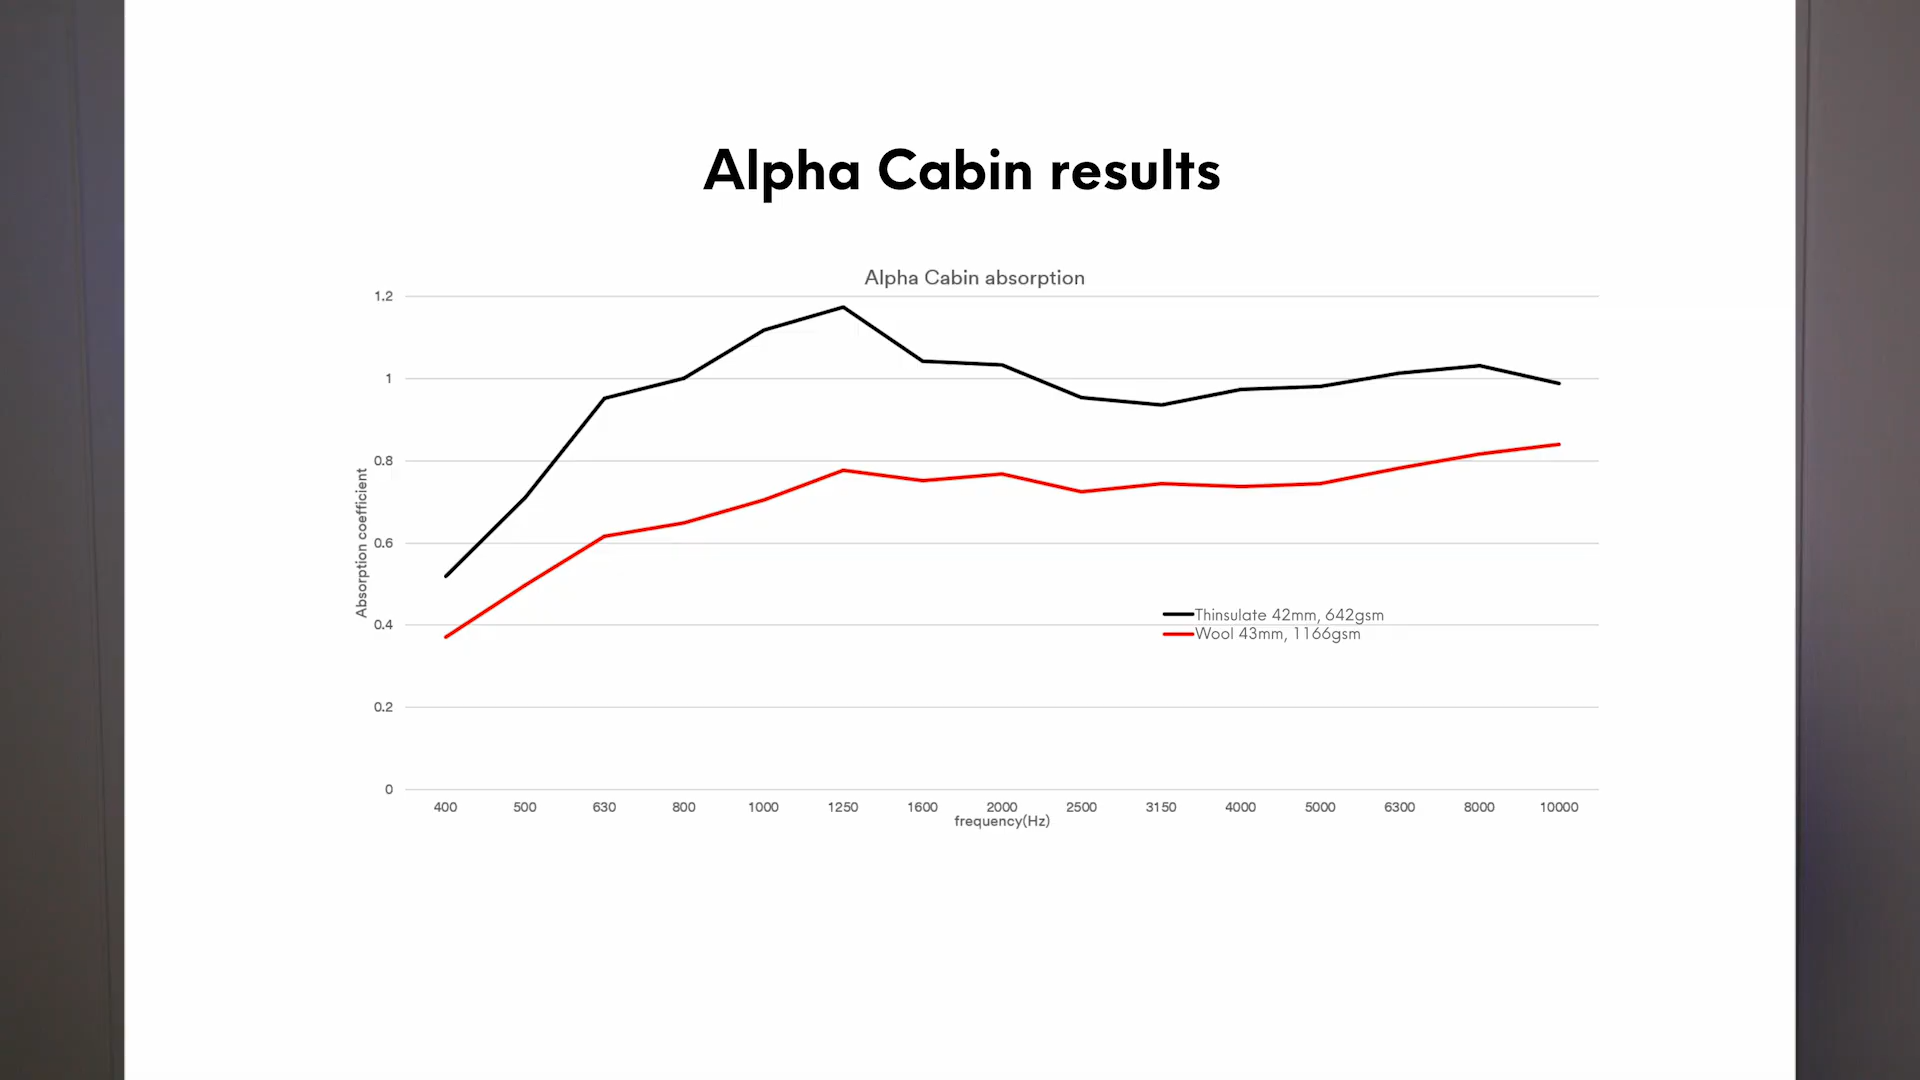 Alpha Cabin results
Alpha Cabin absorption
1.2
1
0.8
0.6
0.4
0.2
0
Absorption coefficient
Thinsulate 42mm, 642gsm
Wool 43mm, 1166gsm
400 500 630 800 1000 1250 1600 2000 2500 3150 4000 5000 6300 8000 10000
frequency(Hz)